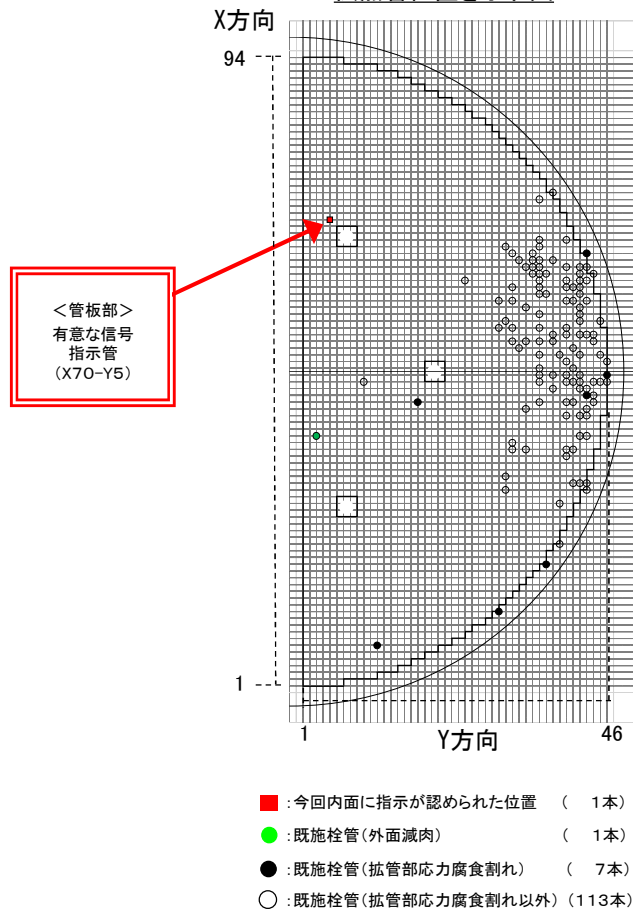 X方向
94
<管板部>
有意な信号
指示管
(X70-Y5)
1
1
46
Y方向
:今回内面に指示が認められた位置 ( 1本)
:既施栓管(外面減肉) ( 1本)
:既施栓管(拡管部応力腐食割れ) ( 7本)
:既施栓管(拡管部応力腐食割れ以外) (113本)